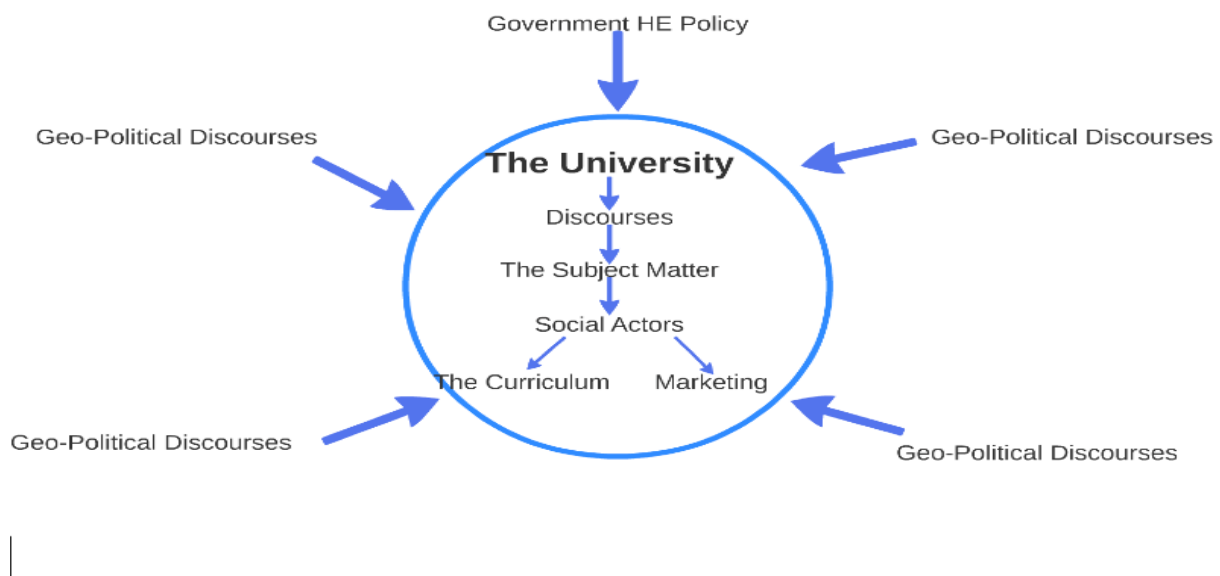 Government HE Policy
Geo-Political Discourses
Geo-Political Discourses
The University
Discourses
The Subject Matter
Social Actors
The Curriculum
Marketing
Geo-Political Discourses
Geo-Political Discourses